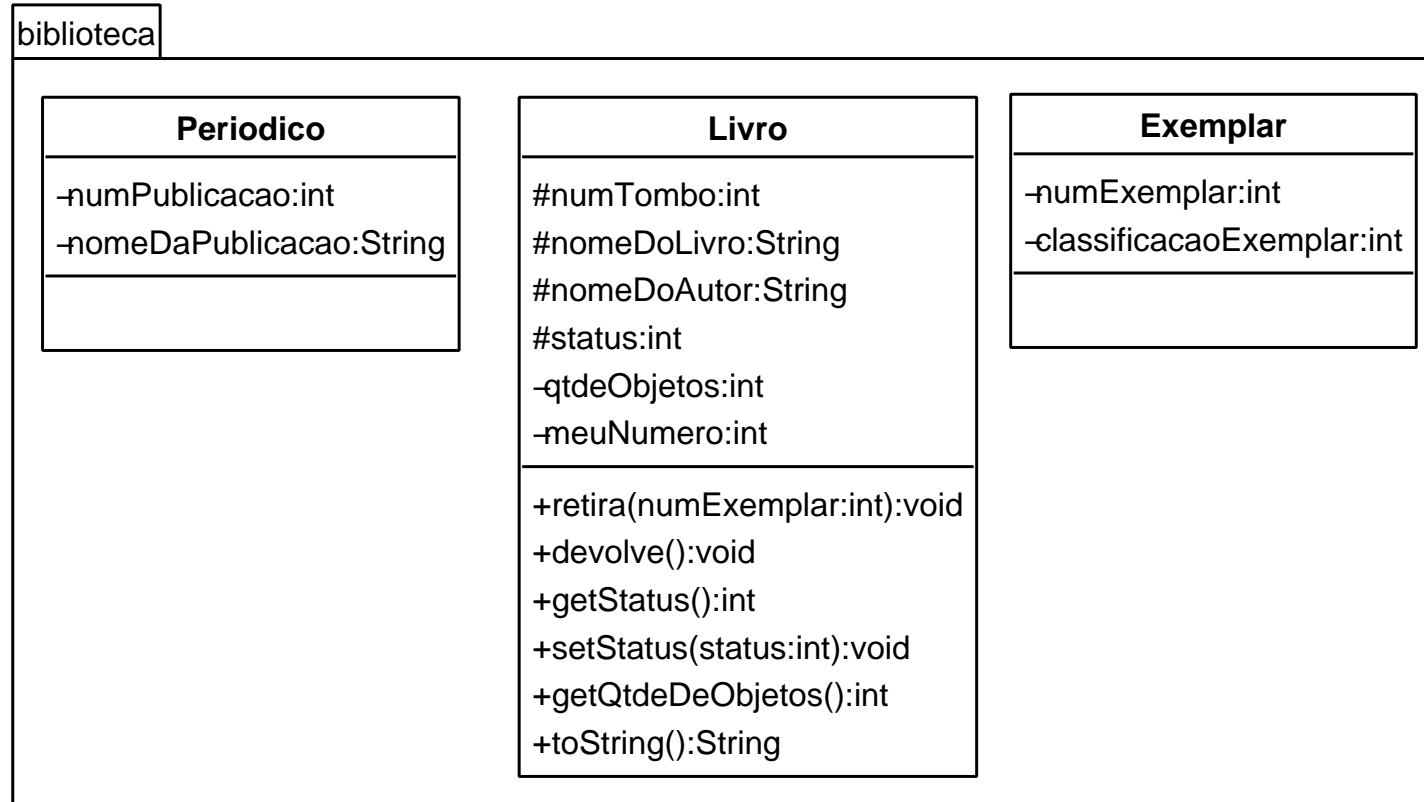 biblioteca
Periodico
-numPublicacao:int
-nomeDaPublicacao:String
Livro
#numTombo:int
#nomeDoLivro:String
#nomeDoAutor:String
#status:int
-qtdeObjetos:int
-meuNumero:int
+retira(numExemplar:int):void
+devolve():void
+getStatus():int
+setStatus(status:int):void
+getQtdeDeObjetos():int
+toString():String
Exemplar
-numExemplar:int
-classificacaoExemplar:int